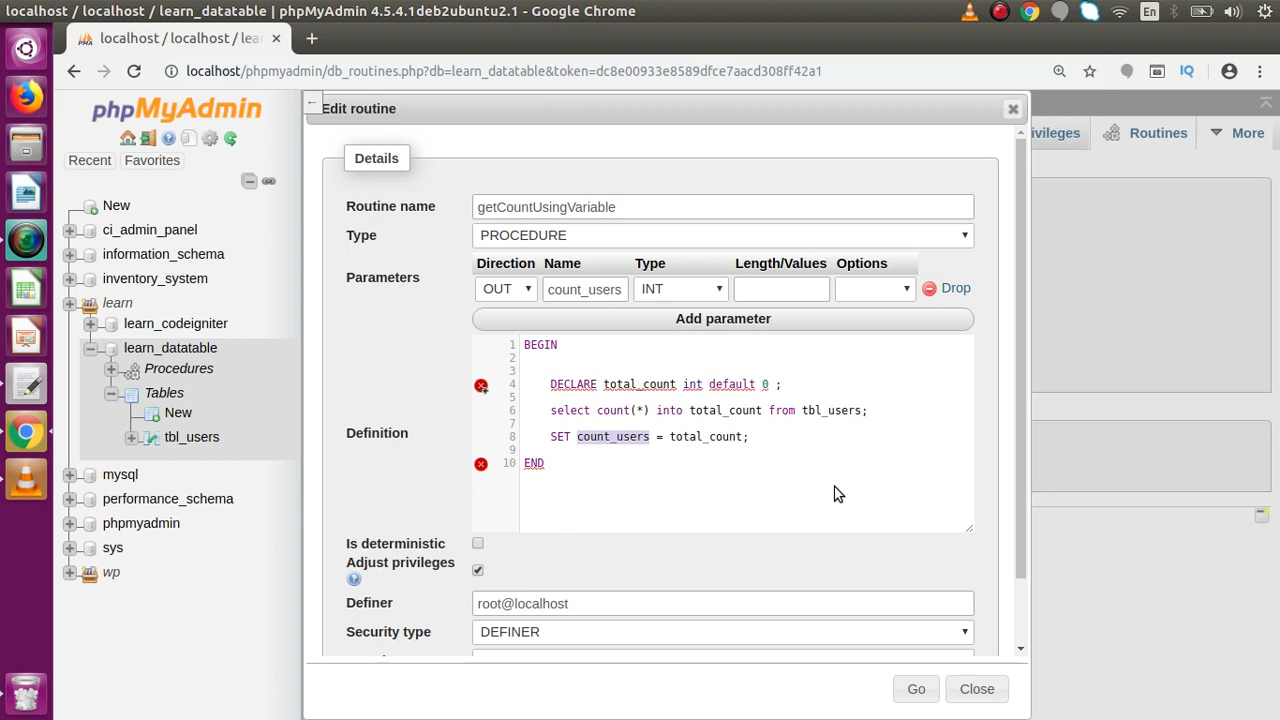 localhost / localhost / learn_datatable | phpMyAdmin 4.5.4.1deb2ubuntu2.1 - Google Chrome
En
localhost / localhost / lea
localhost/phpmyadmin/db_routines.php?db=learn_datatable&token=dc8e00933e8589dfce7aacd308ff42a1
IQ
phpMyAdmin
Recent
Favorites
New
ci_admin_panel
information_schema
inventory_system
learn
learn_codeigniter
learn_datatable
Procedures
Tables
New
tbl_users
mysql
performance_schema
phpmyadmin
sys
wp
Edit routine
Details
Routine name getCountUsingVariable
Type PROCEDURE
Parameters
Direction Name Type Length/Values Options
OUT count_users INT Drop
Add parameter
Definition
1 BEGIN
2
3
4 DECLARE total_count int default 0 ;
5
6 select count(*) into total_count from tbl_users;
7
8 SET count_users = total_count;
9
10 END
Is deterministic
Adjust privileges
Definer root@localhost
Security type DEFINER
Go
Close
ivileges
Routines
More